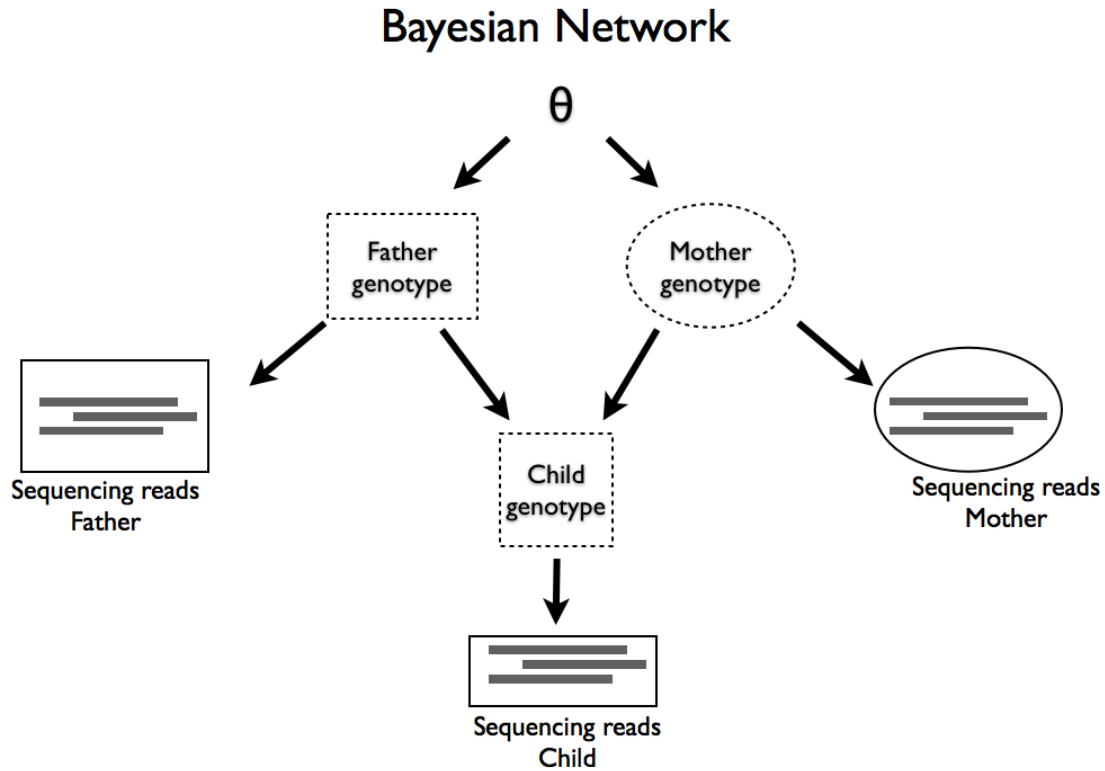 Bayesian Network
θ
Father
genotype
Mother
genotype
Sequencing reads
Father
Child
genotype
Sequencing reads
Mother
Sequencing reads
Child